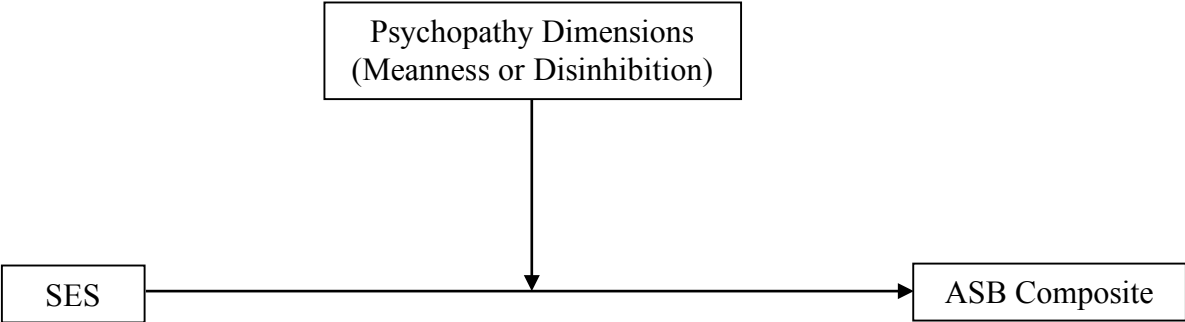 Psychopathy Dimensions
(Meanness or Disinhibition)
SES
ASB Composite